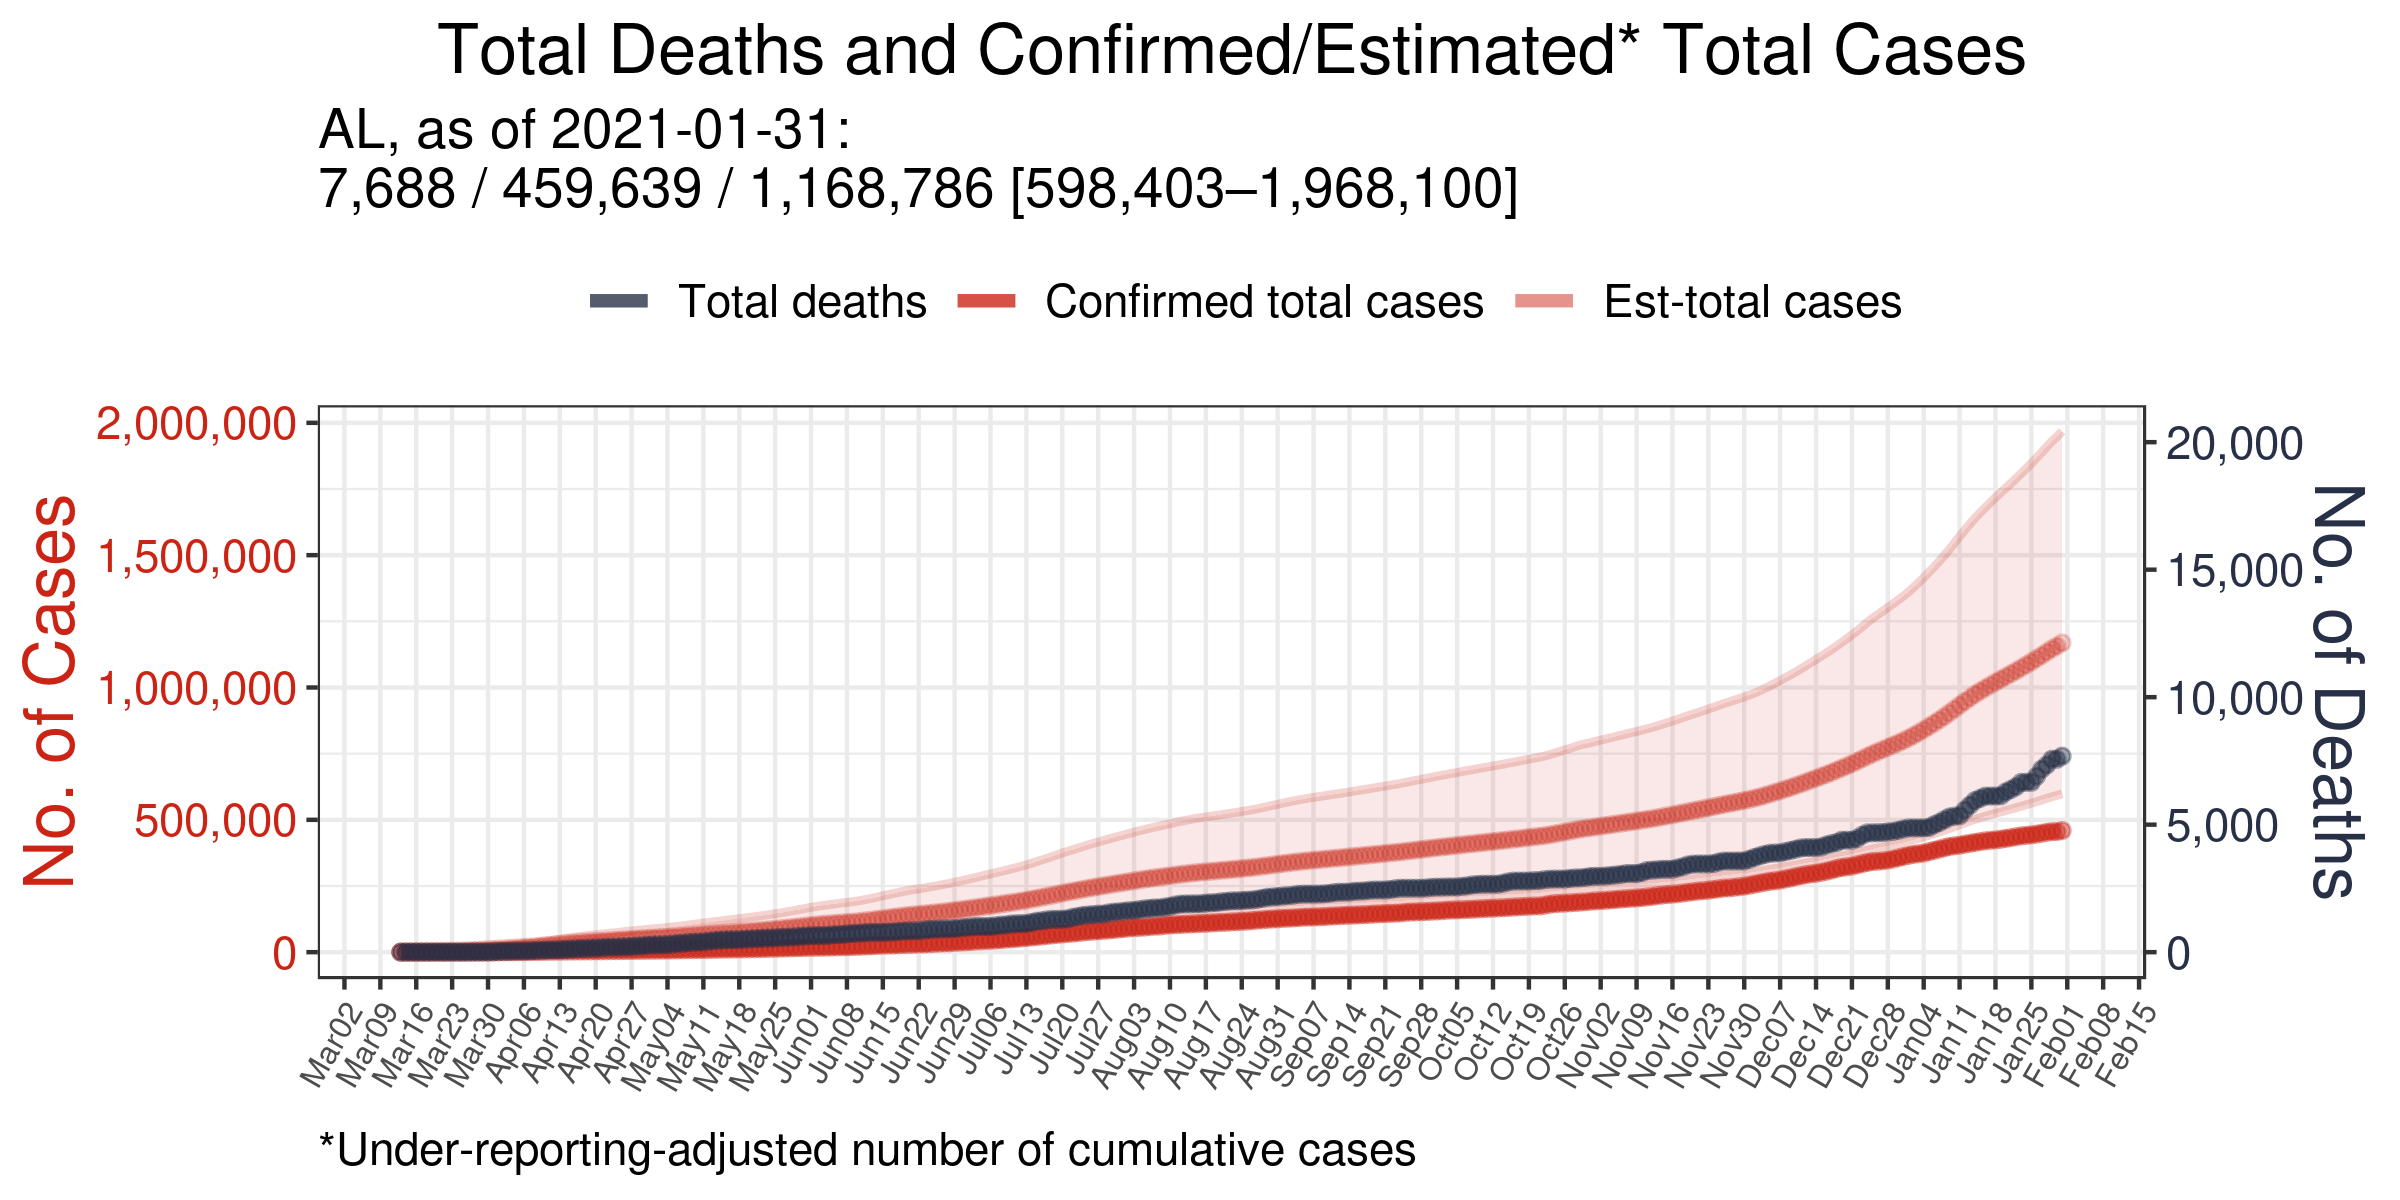 Total Deaths and Confirmed/Estimated* Total Cases
AL, as of 2021-01-31:
7,688 / 459,639 / 1,168,786 [598,403–1,968,100]
Total deaths
Confirmed total cases
Est-total cases
No. of Cases
2,000,000
1,500,000
1,000,000
500,000
0
20,000
15,000
10,000
5,000
0
No. of Deaths
Mar02
Mar09
Mar16
Mar23
Mar30
Apr06
Apr13
Apr20
Apr27
May04
May11
May18
May25
Jun01
Jun08
Jun15
Jun22
Jun29
Jul06
Jul13
Jul20
Jul27
Aug03
Aug10
Aug17
Aug24
Aug31
Sep07
Sep14
Sep21
Sep28
Oct05
Oct12
Oct19
Oct26
Nov02
Nov09
Nov16
Nov23
Nov30
Dec07
Dec14
Dec21
Dec28
Jan04
Jan11
Jan18
Jan25
Feb01
Feb08
Feb15
*Under-reporting-adjusted number of cumulative cases